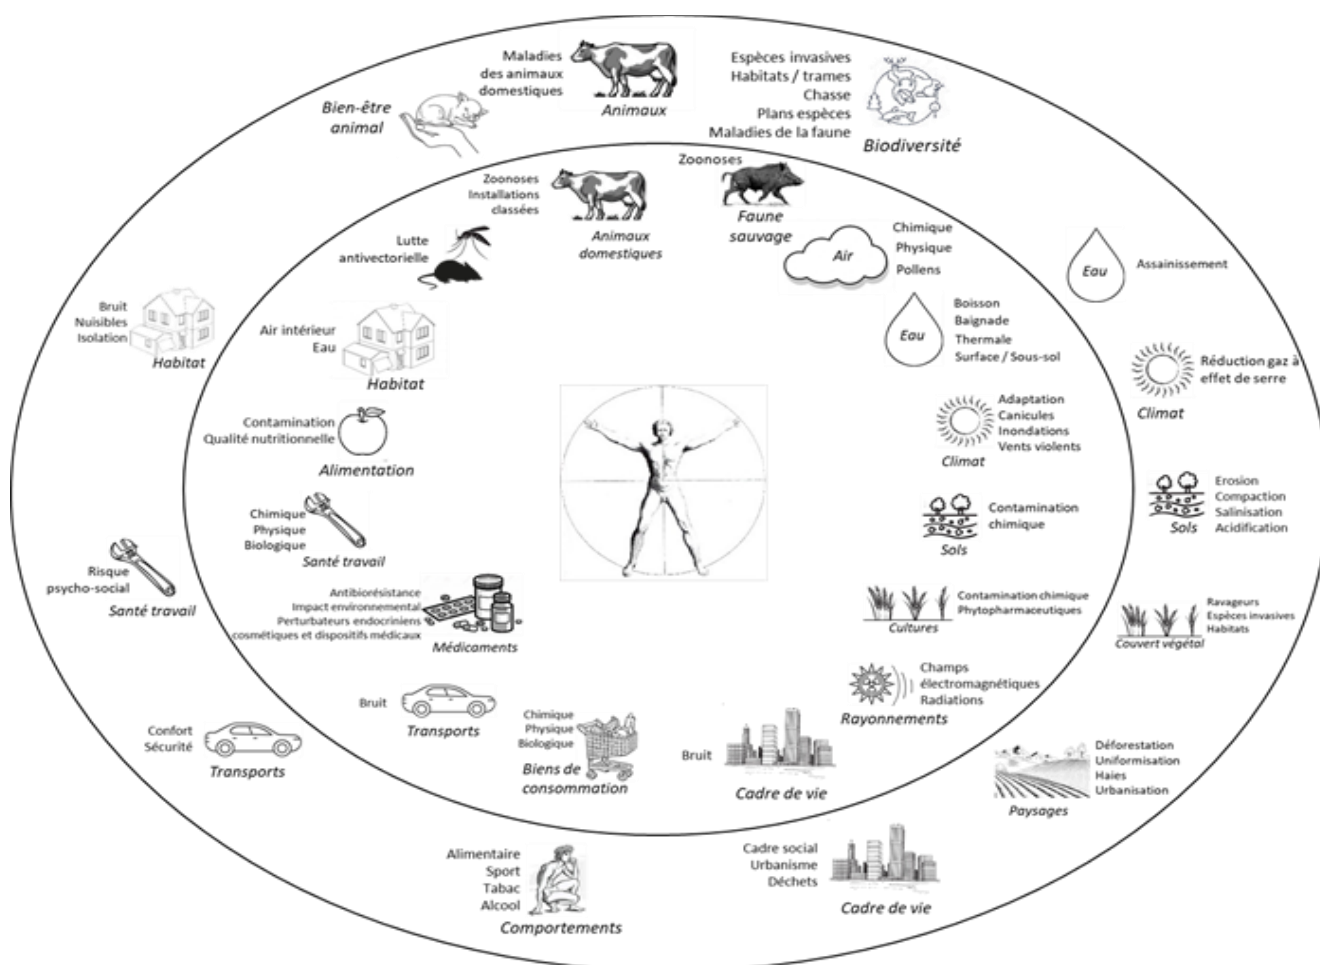 Maladies
des animaux
domestiques
Animaux
Bien-être
animal
Espèces invasives
Habitats / trames
Chasse
Plans espèces
Maladies de la faune
Biodiversité
Zoonoses
Installations
classées
Animaux
domestiques
Zoonoses
Faune
sauvage
Lutte
antivectorielle
Air
Chimique
Physique
Pollens
Eau
Assainissement
Bruit
Nuisibles
Isolation
Habitat
Air intérieur
Eau
Habitat
Eau
Boisson
Baignade
Thermale
Surface / Sous-sol
Réduction gaz à
effet de serre
Climat
Contamination
Qualité nutritionnelle
Alimentation
Adaptation
Canicules
Inondations
Vents violents
Climat
Erosion
Compaction
Salinisation
Acidification
Sols
Chimique
Physique
Biologique
Santé travail
Contamination
chimique
Sols
Risque
psycho-social
Santé travail
Antibiorésistance
Impact environnemental
Perturbateurs endocriniens
cosmétiques et dispositifs médicaux
Médicaments
Contamination chimique
Phytopharmaceutiques
Cultures
Ravageurs
Espèces invasives
Habitats
Couvert végétal
Champs
électromagnétiques
Radiations
Rayonnements
Bruit
Transports
Confort
Sécurité
Transports
Chimique
Physique
Biologique
Biens de
consommation
Bruit
Cadre de vie
Déforestation
Uniformisation
Haies
Urbanisation
Paysages
Alimentaire
Sport
Tabac
Alcool
Comportements
Cadre social
Urbanisme
Déchets
Cadre de vie